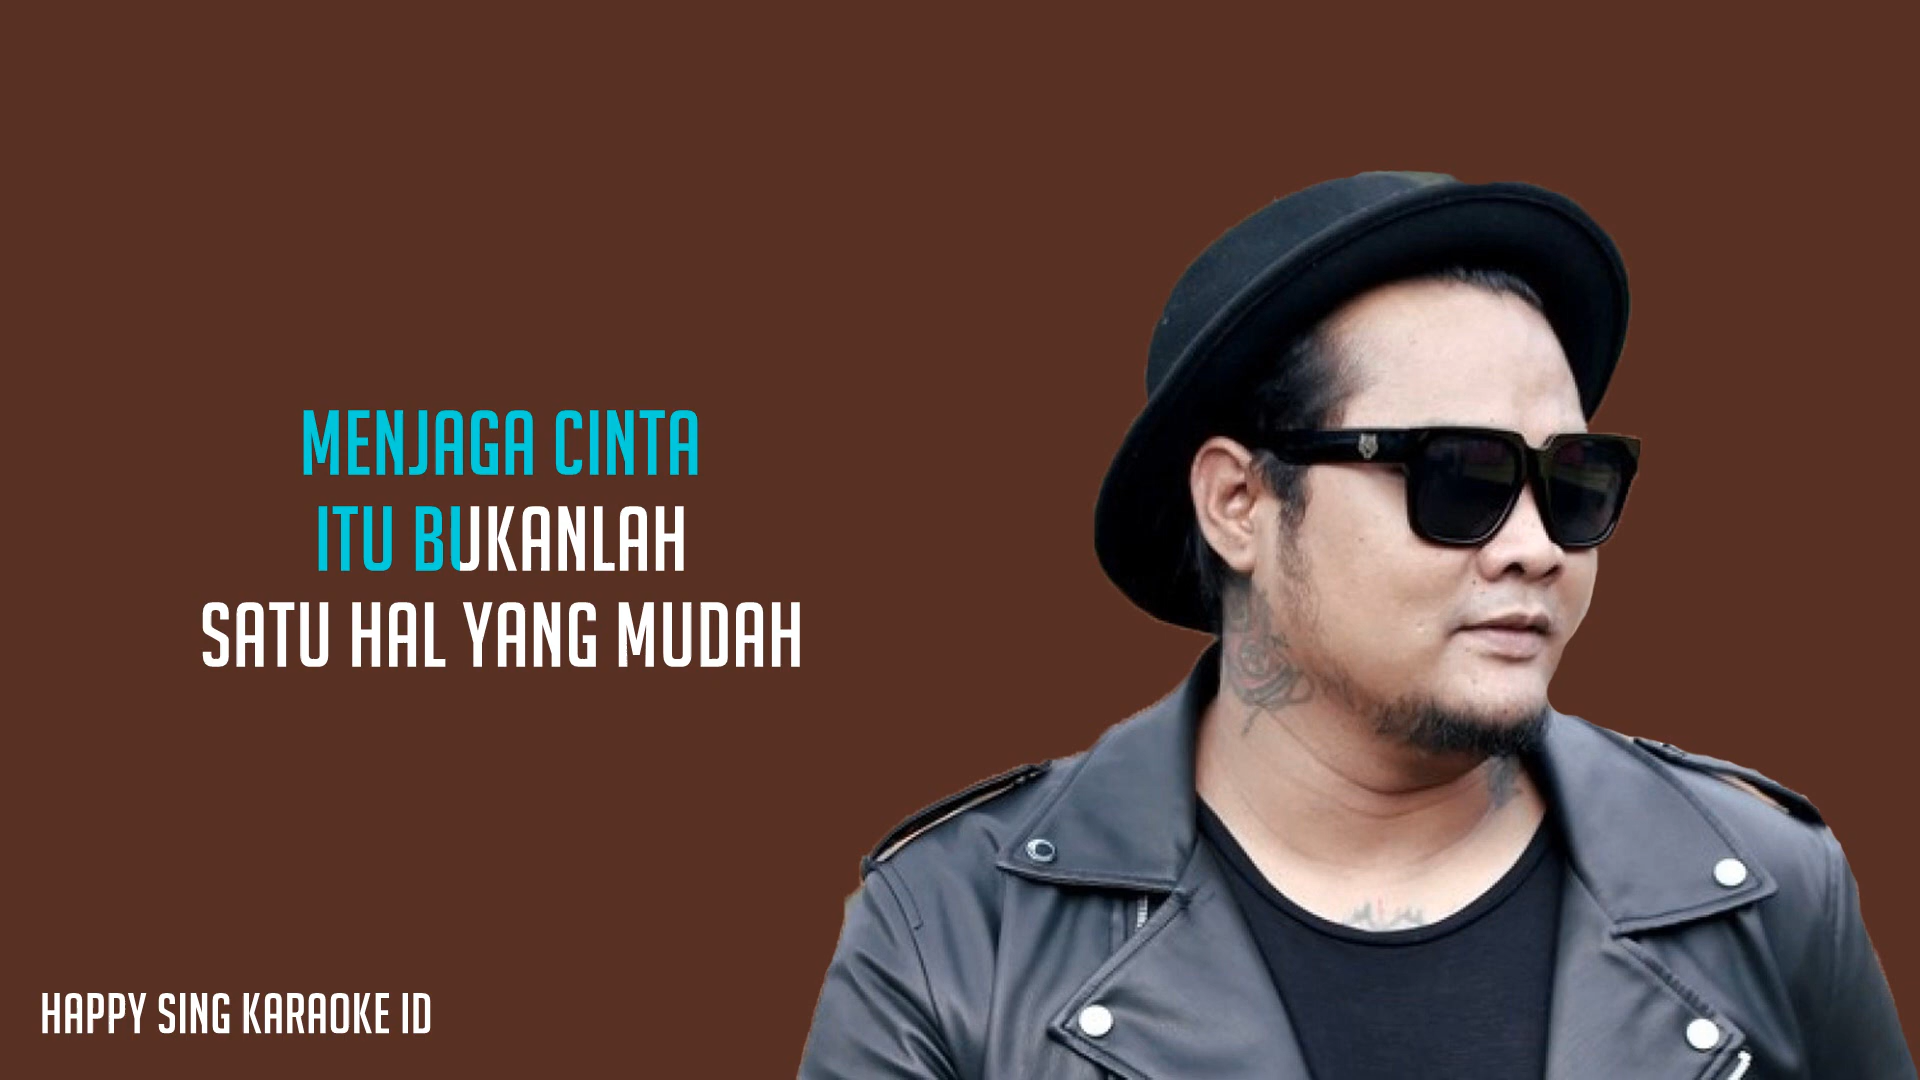 MENJAGA CINTA
ITU BUKANLAH
SATU HAL YANG MUDAH
HAPPY SING KARAOKE ID